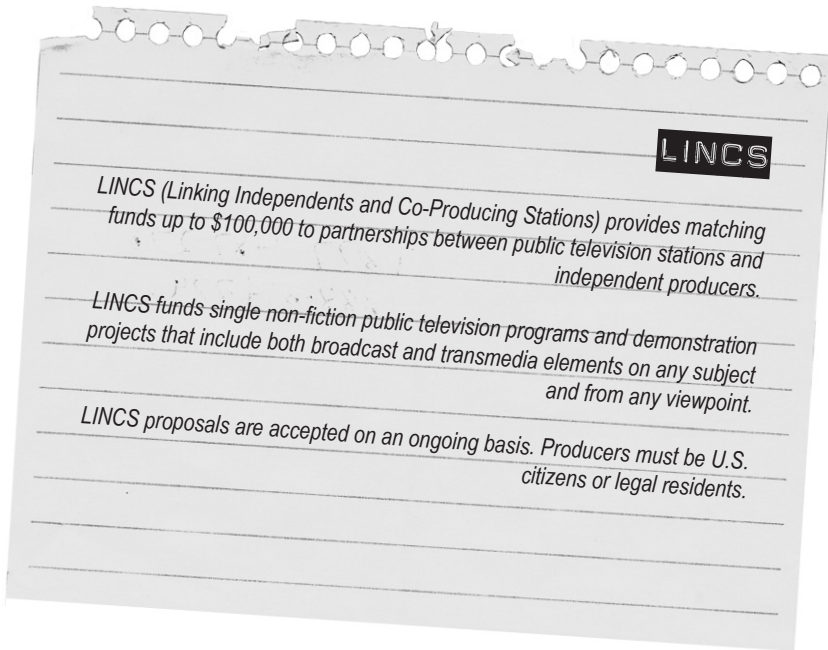 LINCS
LINCS (Linking Independents and Co-Producing Stations) provides matching
funds up to $100,000 to partnerships between public television stations and
independent producers.
LINCS funds single non-fiction public television programs and demonstration
projects that include both broadcast and transmedia elements on any subject
and from any viewpoint.
LINCS proposals are accepted on an ongoing basis. Producers must be U.S.
citizens or legal residents.